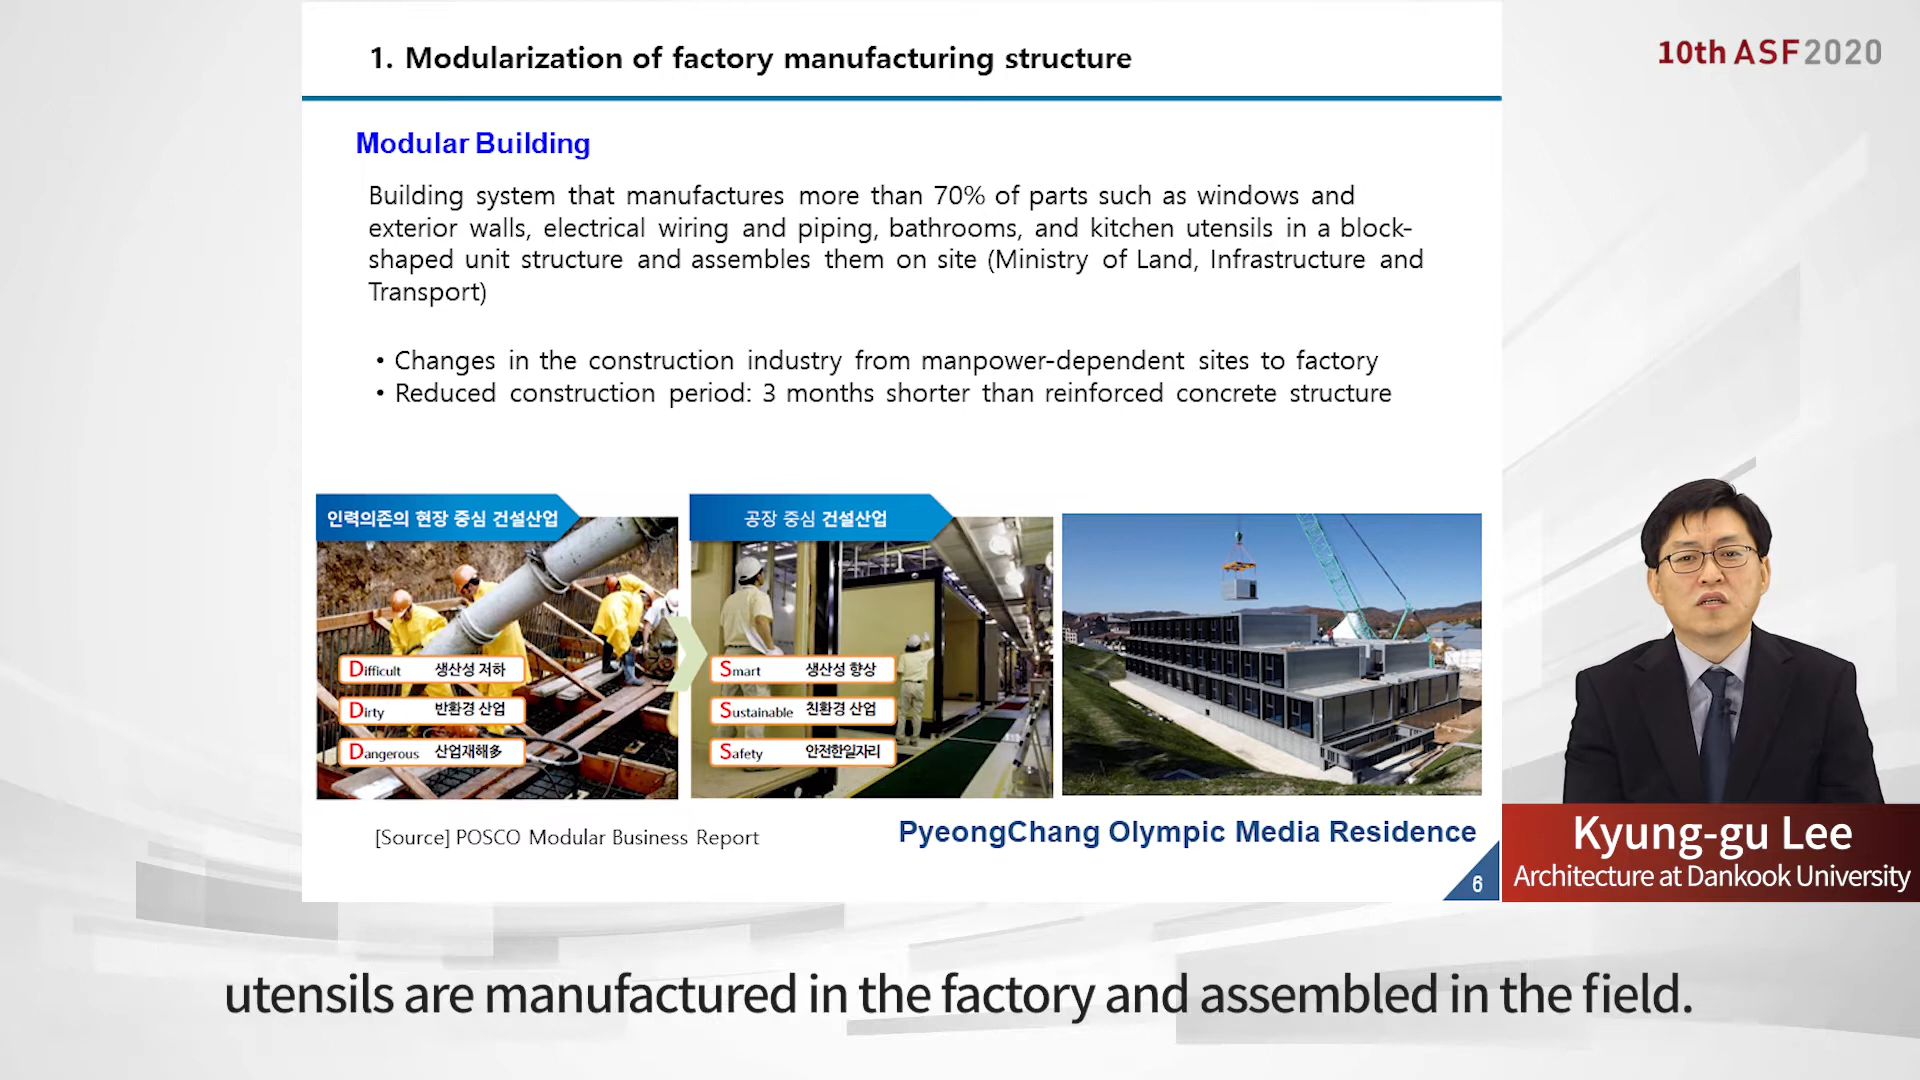 1. Modularization of factory manufacturing structure
10th ASF2020
Modular Building
Building system that manufactures more than 70% of parts such as windows and
exterior walls, electrical wiring and piping, bathrooms, and kitchen utensils in a block-
shaped unit structure and assembles them on site (Ministry of Land, Infrastructure and
Transport)
• Changes in the construction industry from manpower-dependent sites to factory
• Reduced construction period: 3 months shorter than reinforced concrete structure
인력의존의 현장 중심 건설산업
Difficult 생산성 저하
Dirty 반환경 산업
Dangerous 산업재해多
공장 중심 건설산업
Smart 생산성 향상
Sustainable 친환경 산업
Safety 안전한일자리
[Source] POSCO Modular Business Report
PyeongChang Olympic Media Residence
6
Kyung-gu Lee
Architecture at Dankook University
utensils are manufactured in the factory and assembled in the field.